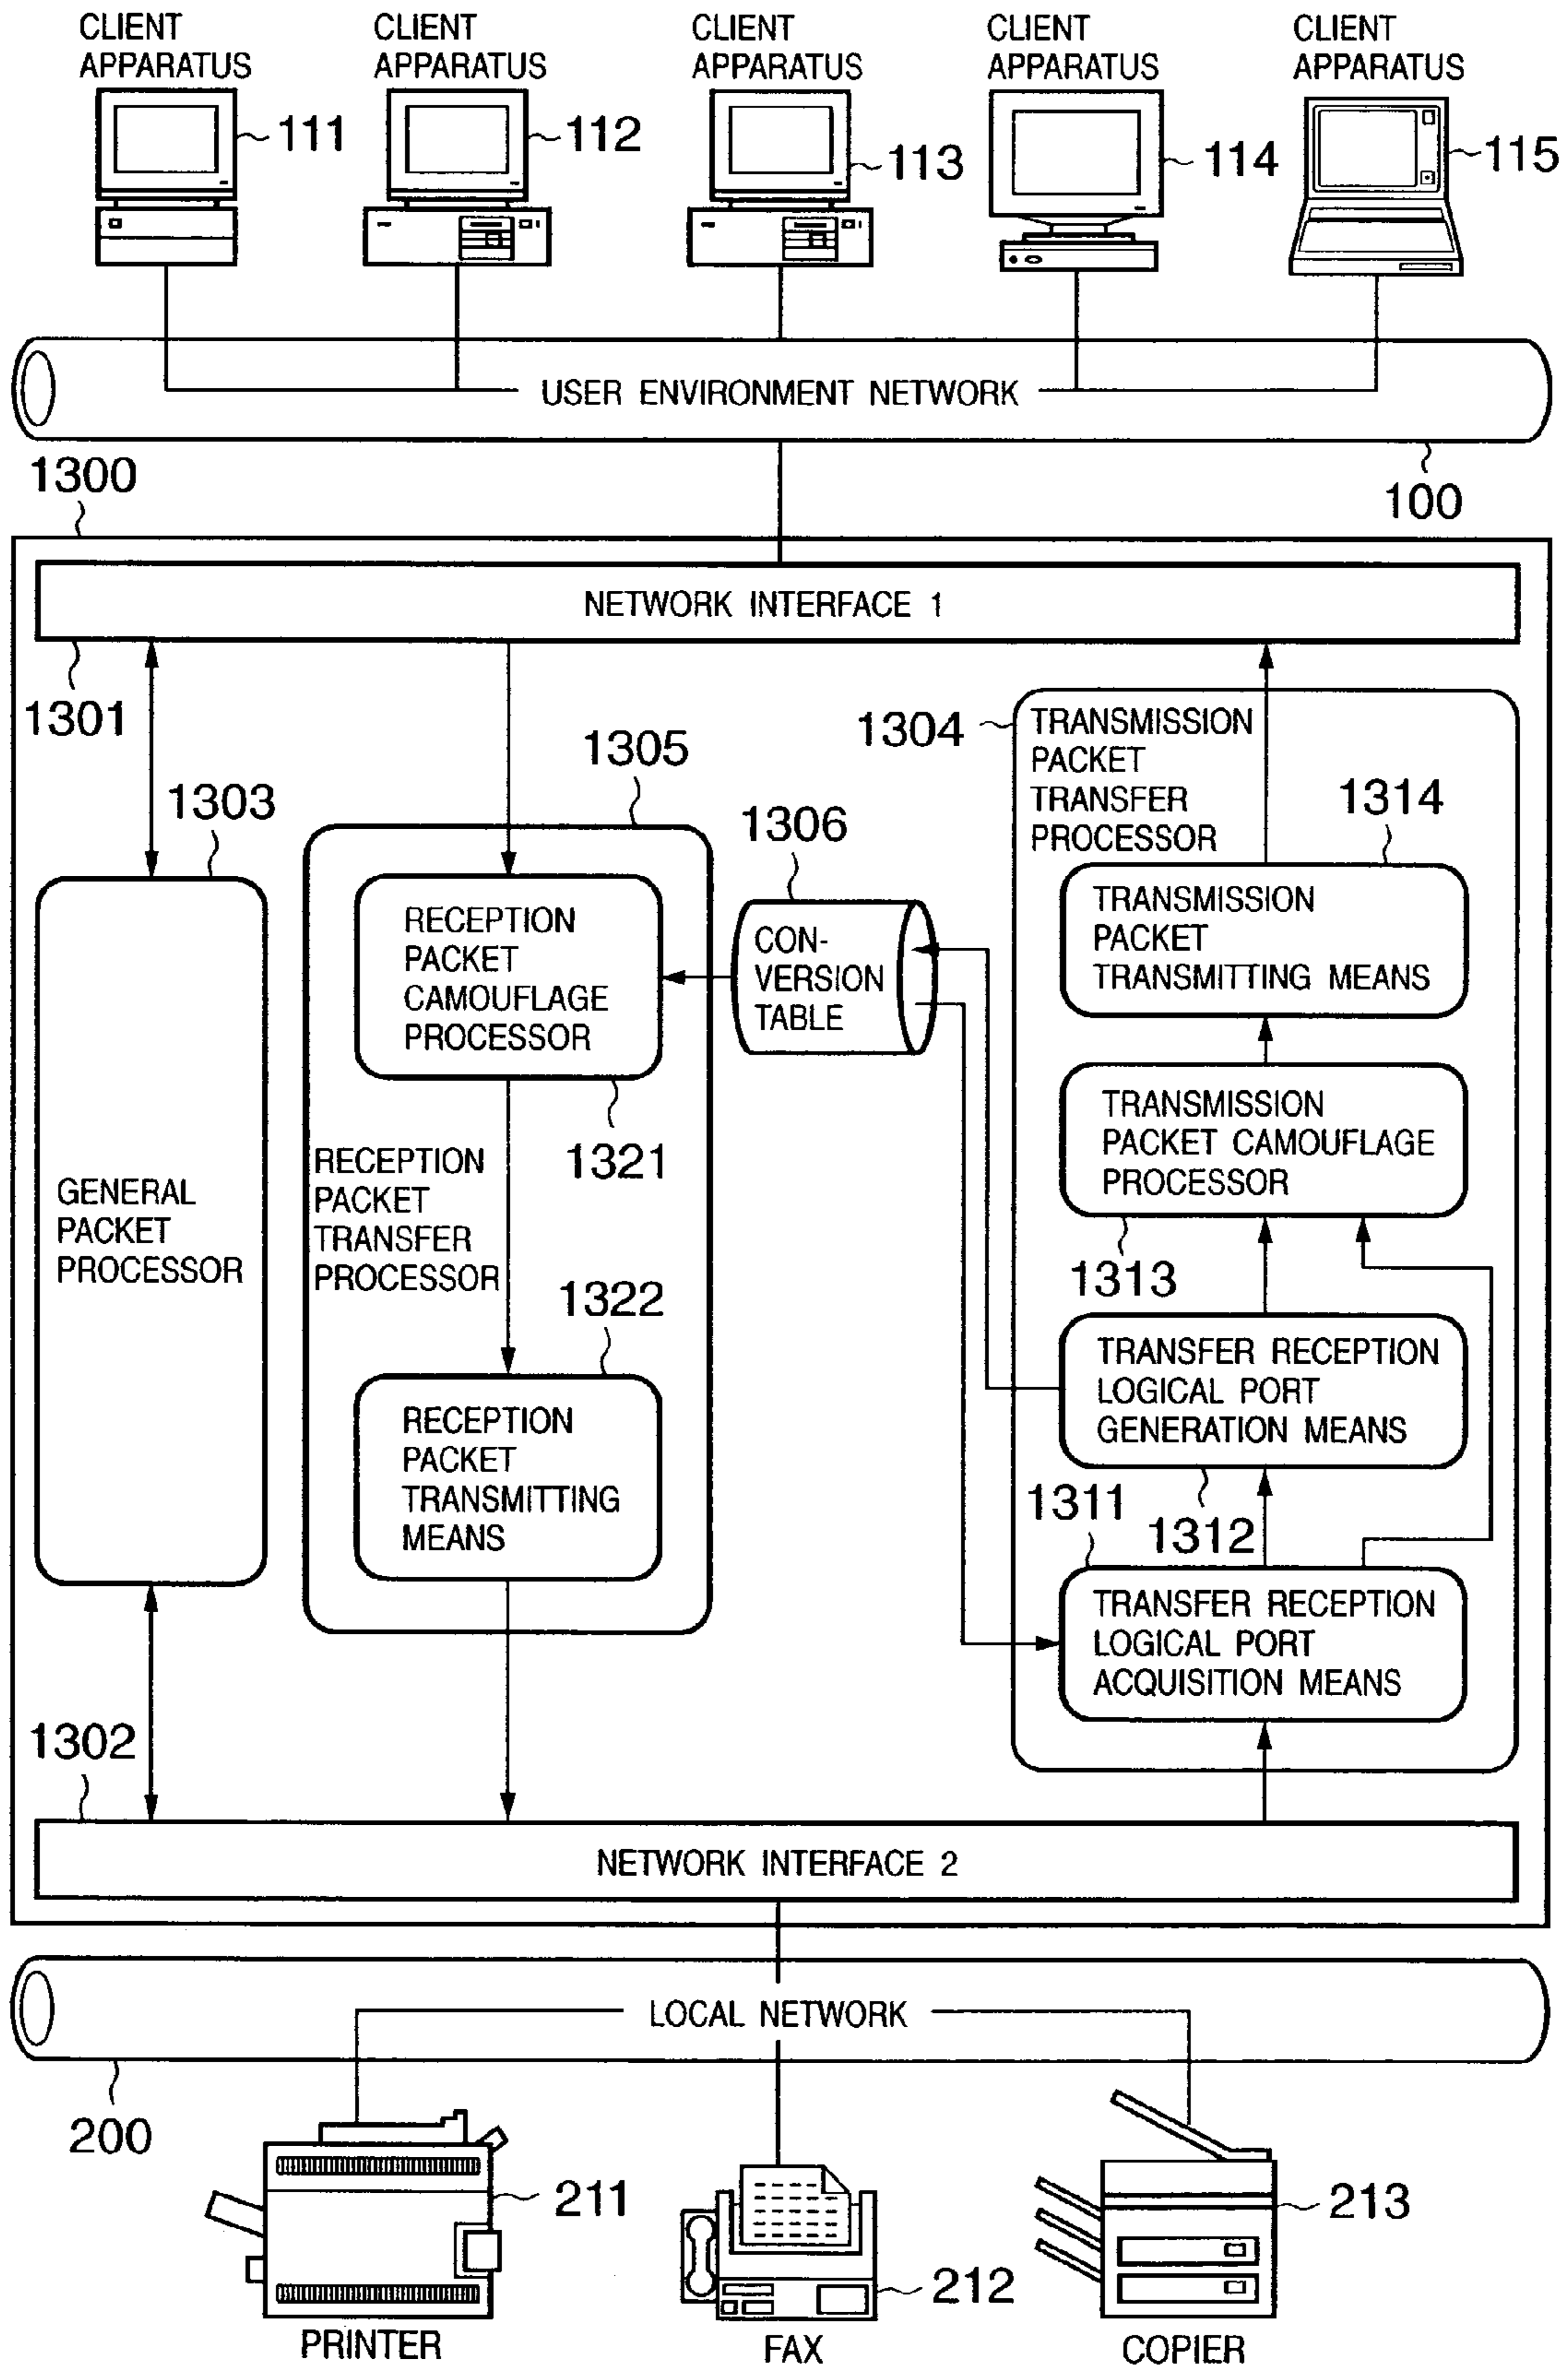 CLIENT
APPARATUS
CLIENT
APPARATUS
CLIENT
APPARATUS
CLIENT
APPARATUS
CLIENT
APPARATUS
111
112
113
114
115
USER ENVIRONMENT NETWORK
100
1300
NETWORK INTERFACE 1
1301
1303
GENERAL
PACKET
PROCESSOR
1305
RECEPTION
PACKET
CAMOUFLAGE
PROCESSOR
1321
RECEPTION
PACKET
TRANSFER
PROCESSOR
1322
RECEPTION
PACKET
TRANSMITTING
MEANS
1306
CON-
VERSION
TABLE
1304
TRANSMISSION
PACKET
TRANSFER
PROCESSOR
1314
TRANSMISSION
PACKET
TRANSMITTING MEANS
TRANSMISSION
PACKET CAMOUFLAGE
PROCESSOR
1313
TRANSFER RECEPTION
LOGICAL PORT
GENERATION MEANS
1311
1312
TRANSFER RECEPTION
LOGICAL PORT
ACQUISITION MEANS
1302
NETWORK INTERFACE 2
LOCAL NETWORK
200
211
212
213
PRINTER
FAX
COPIER